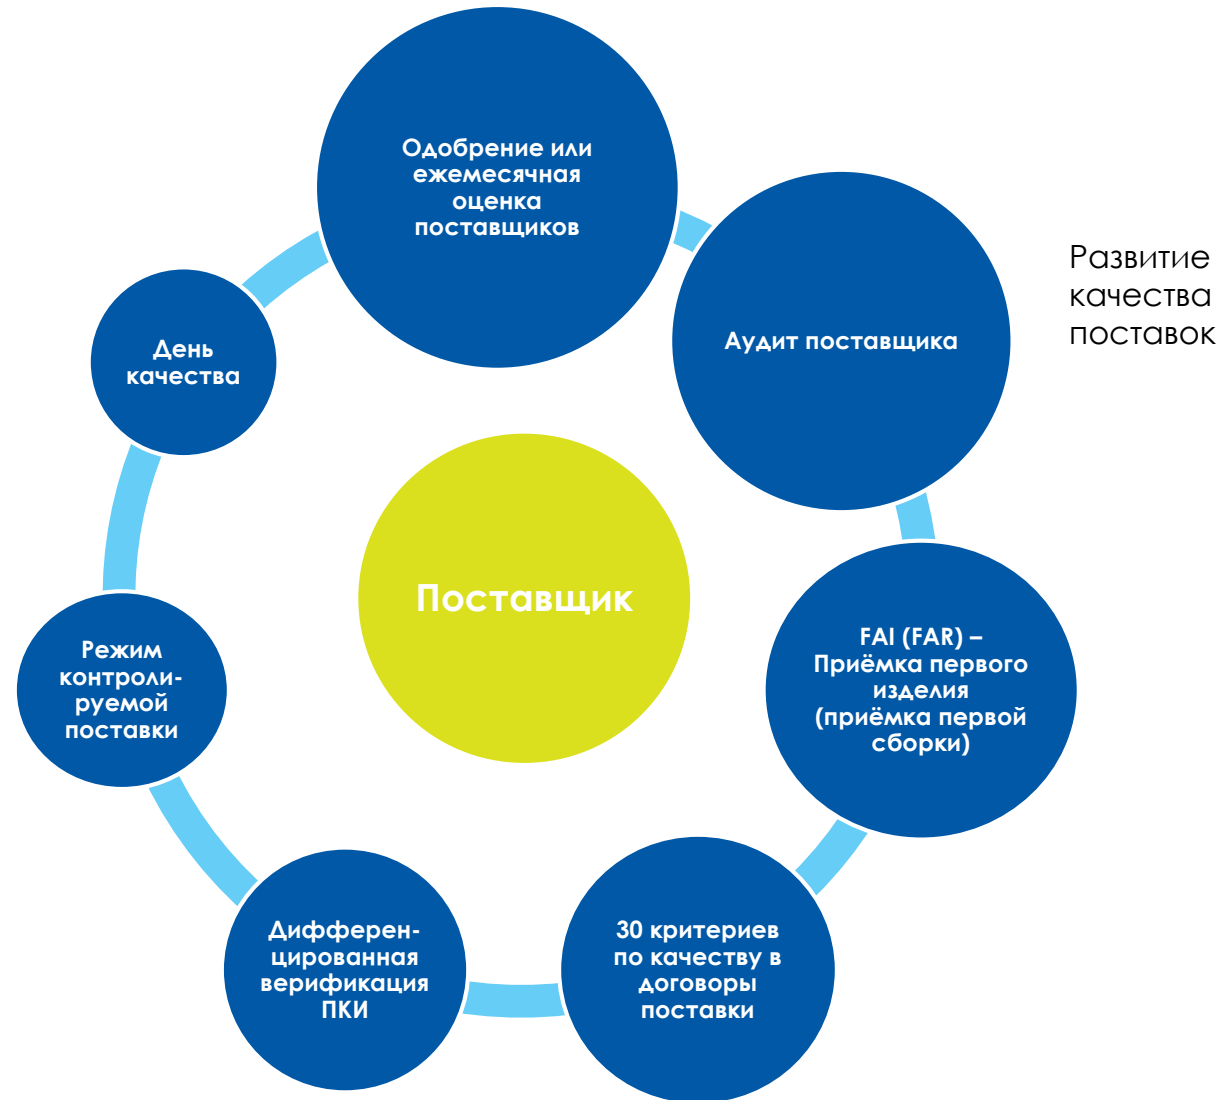 Одобрение или
ежемесячная
оценка
поставщиков
Аудит поставщика
Развитие
качества
поставок
День
качества
Поставщик
FAI (FAR) –
Приёмка первого
изделия
(приёмка первой
сборки)
Режим
контроли-
руемой
поставки
30 критериев
по качеству в
договоры
поставки
Дифферен-
цированная
верификация
ПКИ